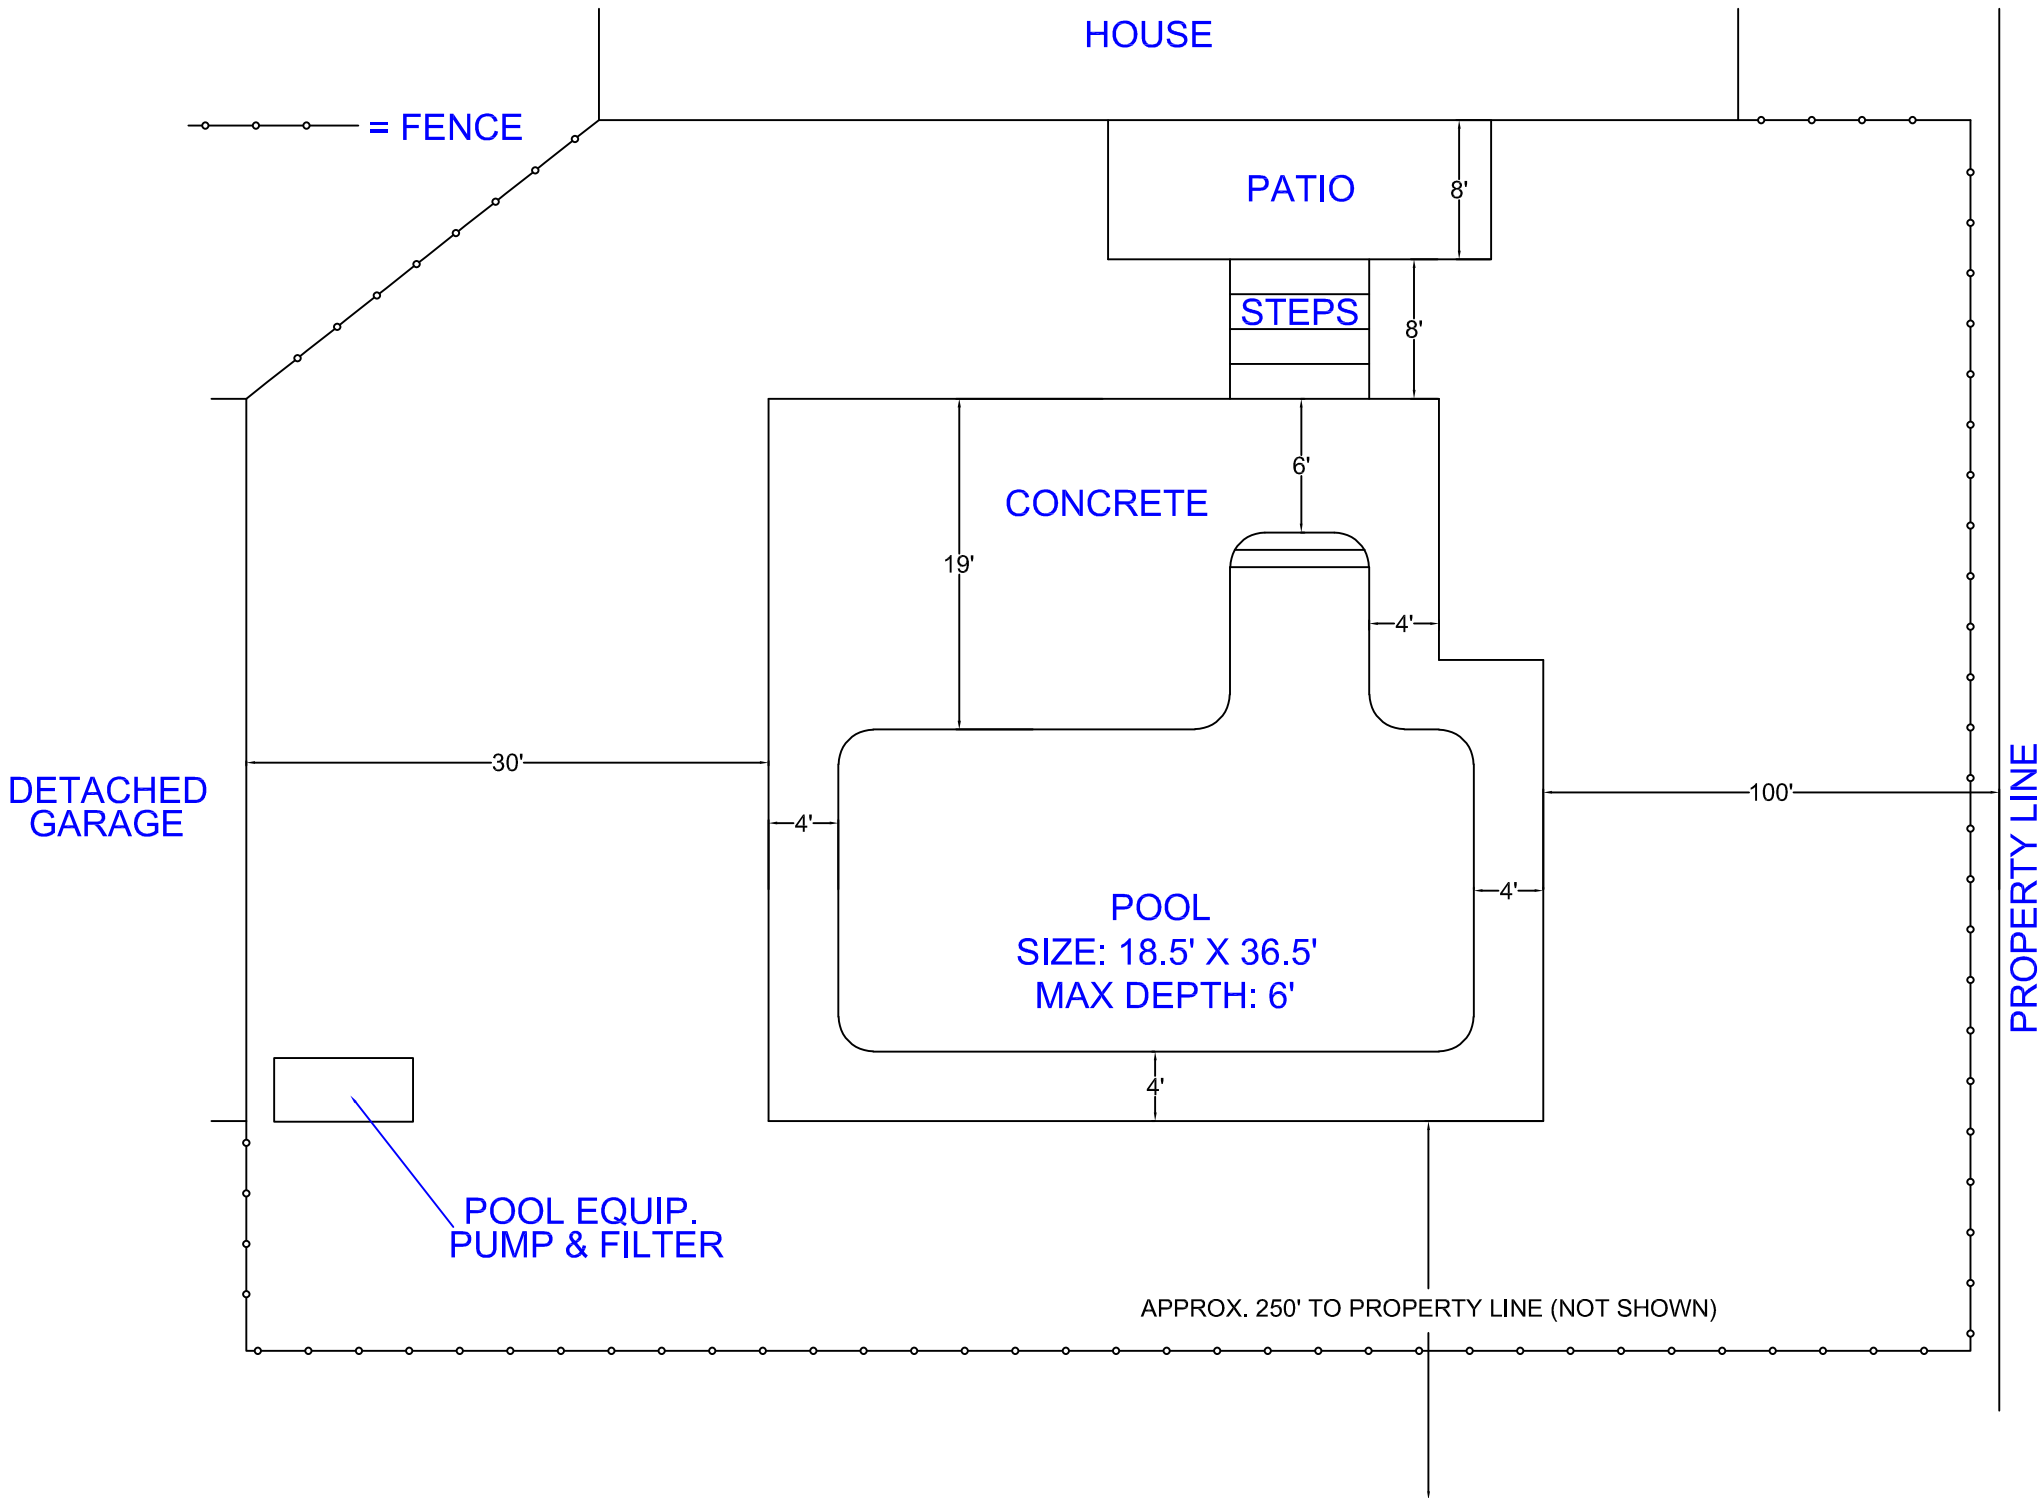 HOUSE
= FENCE
PATIO
8'
STEPS
8'
6'
CONCRETE
19'
4'
30'
DETACHED
GARAGE
100'
4'
PROPERTY LINE
4'
POOL
SIZE: 18.5' X 36.5'
MAX DEPTH: 6'
4'
POOL EQUIP.
PUMP & FILTER
APPROX. 250' TO PROPERTY LINE (NOT SHOWN)